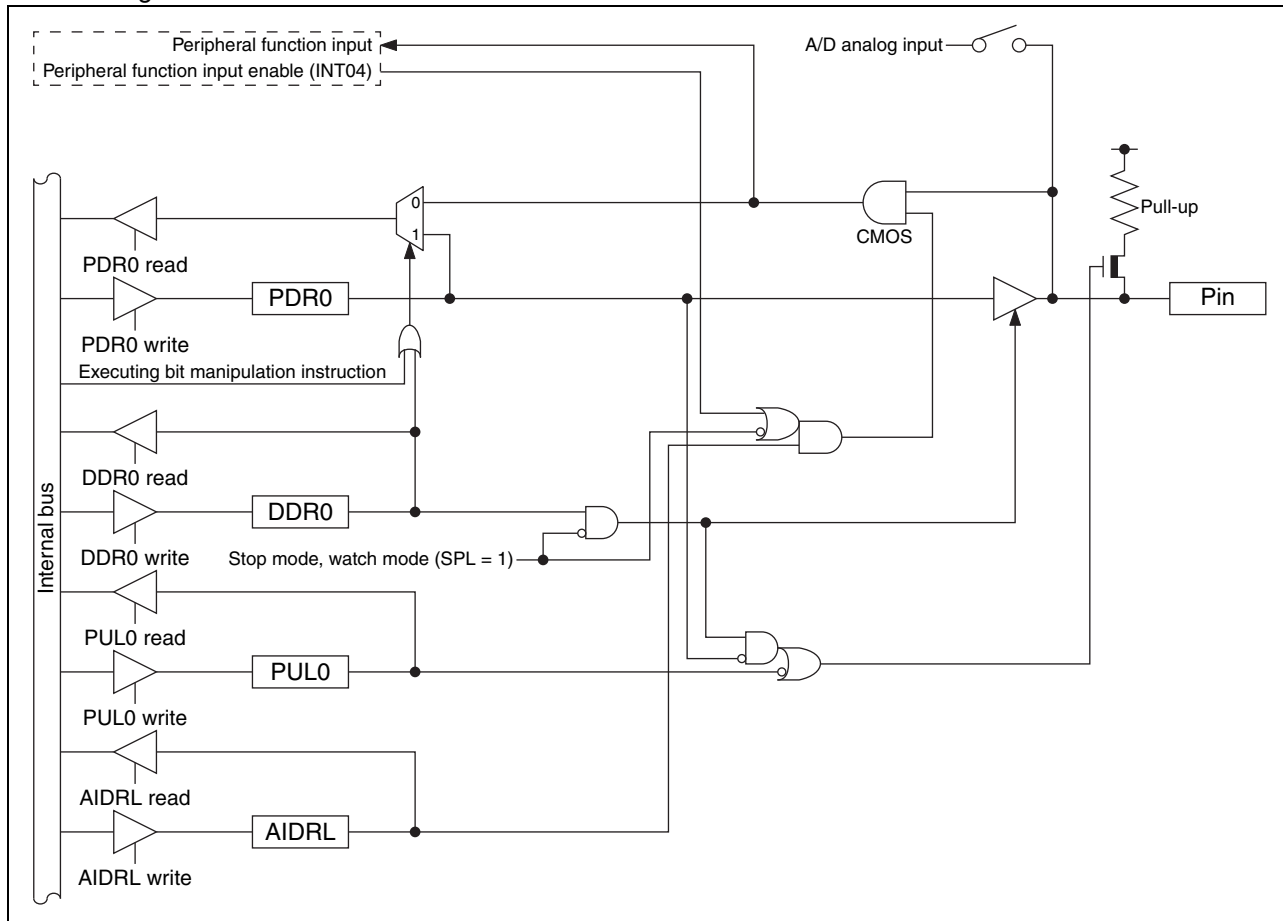 Peripheral function input
A/D analog input
Peripheral function input enable (INT04)
0
Pull-up
1
CMOS
PDR0 read
PDR0
Pin
PDR0 write
Executing bit manipulation instruction
DDR0 read
DDR0
DDR0 write
Stop mode, watch mode (SPL = 1)
Internal bus
PUL0 read
PUL0
PUL0 write
AIDRL read
AIDRL
AIDRL write